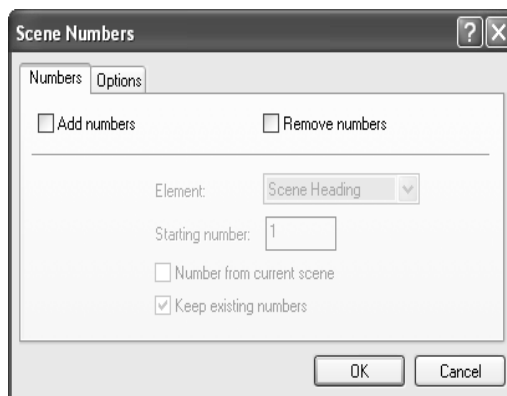 Scene Numbers
Numbers Options
Add numbers Remove numbers
Element: Scene Heading
Starting number: 1
Number from current scene
Keep existing numbers
OK Cancel